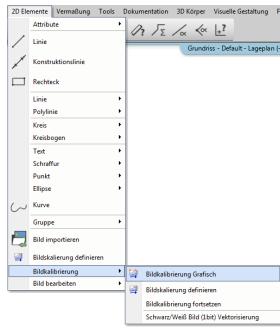 2D Elemente Vermaßung Tools Dokumentation 3D Körper Visuelle Gestaltung
Attribute
Grundriss - Default - Lageplan (
Linie
Konstruktionslinie
Rechteck
Linie
Polylinie
Kreis
Kreisbogen
Text
Schraffur
Punkt
Ellipse
Kurve
Gruppe
Bild importieren
Bildskalierung definieren
Bildkalibrierung
Bildkalibrierung Grafisch
Bild bearbeiten
Bildskalierung definieren
Bildkalibrierung fortsetzen
Schwarz/Weiß Bild (1bit) Vektorisierung